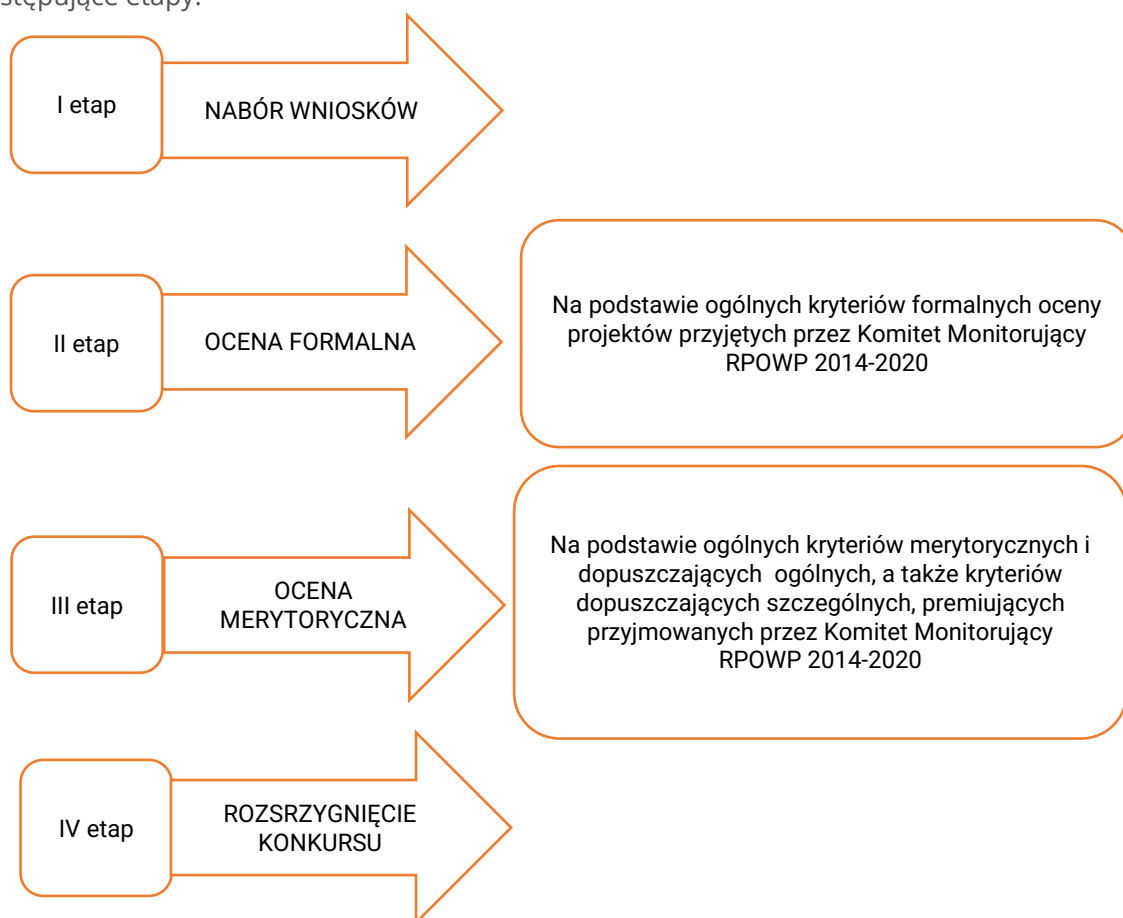 stępujące etapy:
I etap
NABÓR WNIOSKÓW
II etap
OCENA FORMALNA
Na podstawie ogólnych kryteriów formalnych oceny
projektów przyjętych przez Komitet Monitorujący
RPOWP 2014-2020
III etap
OCENA
MERYTORYCZNA
Na podstawie ogólnych kryteriów merytorycznych i
dopuszczających ogólnych, a także kryteriów
dopuszczających szczególnych, premiujących
przyjmowanych przez Komitet Monitorujący
RPOWP 2014-2020
IV etap
ROZSRZYGNIĘCIE
KONKURSU